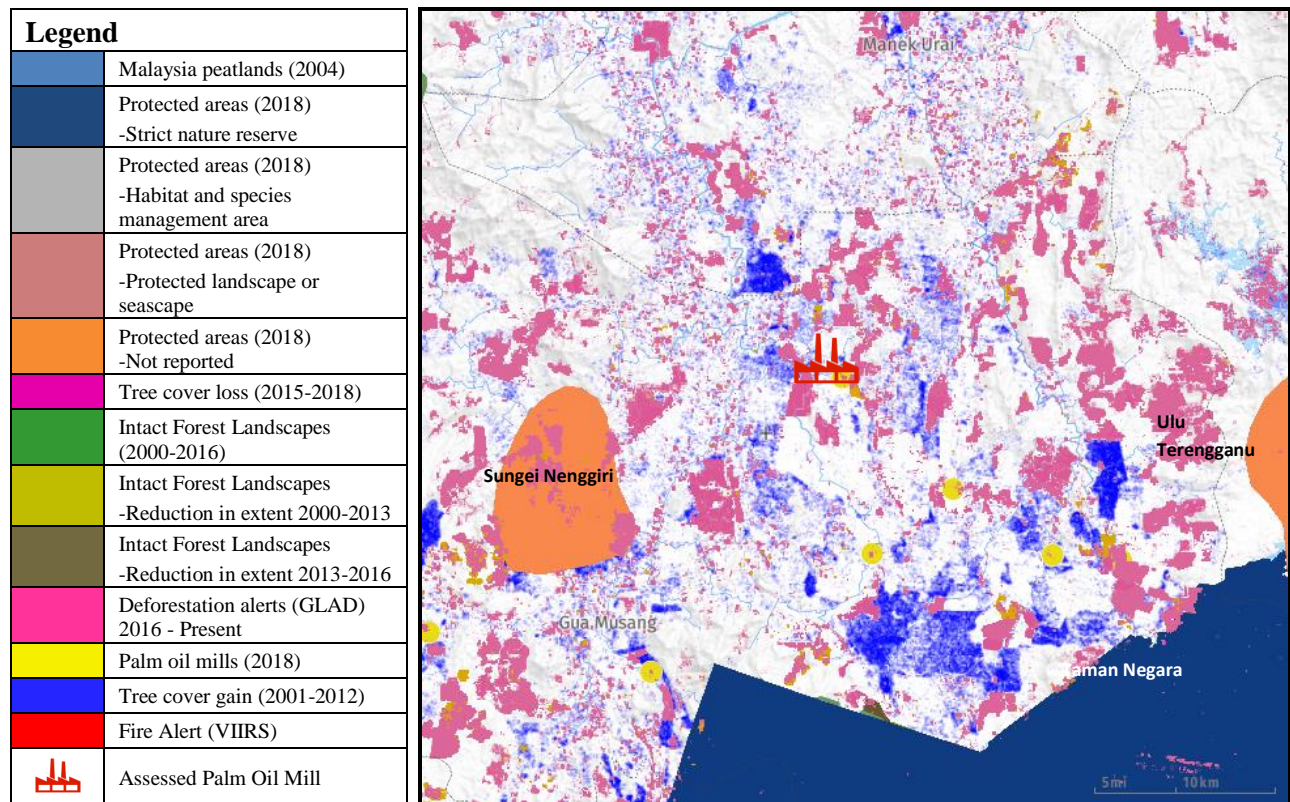 Legend
Malaysia peatlands (2004)
Protected areas (2018)
-Strict nature reserve
Protected areas (2018)
-Habitat and species
management area
Protected areas (2018)
-Protected landscape or
seascape
Protected areas (2018)
-Not reported
Tree cover loss (2015-2018)
Intact Forest Landscapes
(2000-2016)
Intact Forest Landscapes
-Reduction in extent 2000-2013
Intact Forest Landscapes
-Reduction in extent 2013-2016
Deforestation alerts (GLAD)
2016 - Present
Palm oil mills (2018)
Tree cover gain (2001-2012)
Fire Alert (VIIRS)
Assessed Palm Oil Mill
Manek Urai
Ulu
Terengganu
Sungei Nenggiri
Gua Musang
aman Negara
5mi
10km